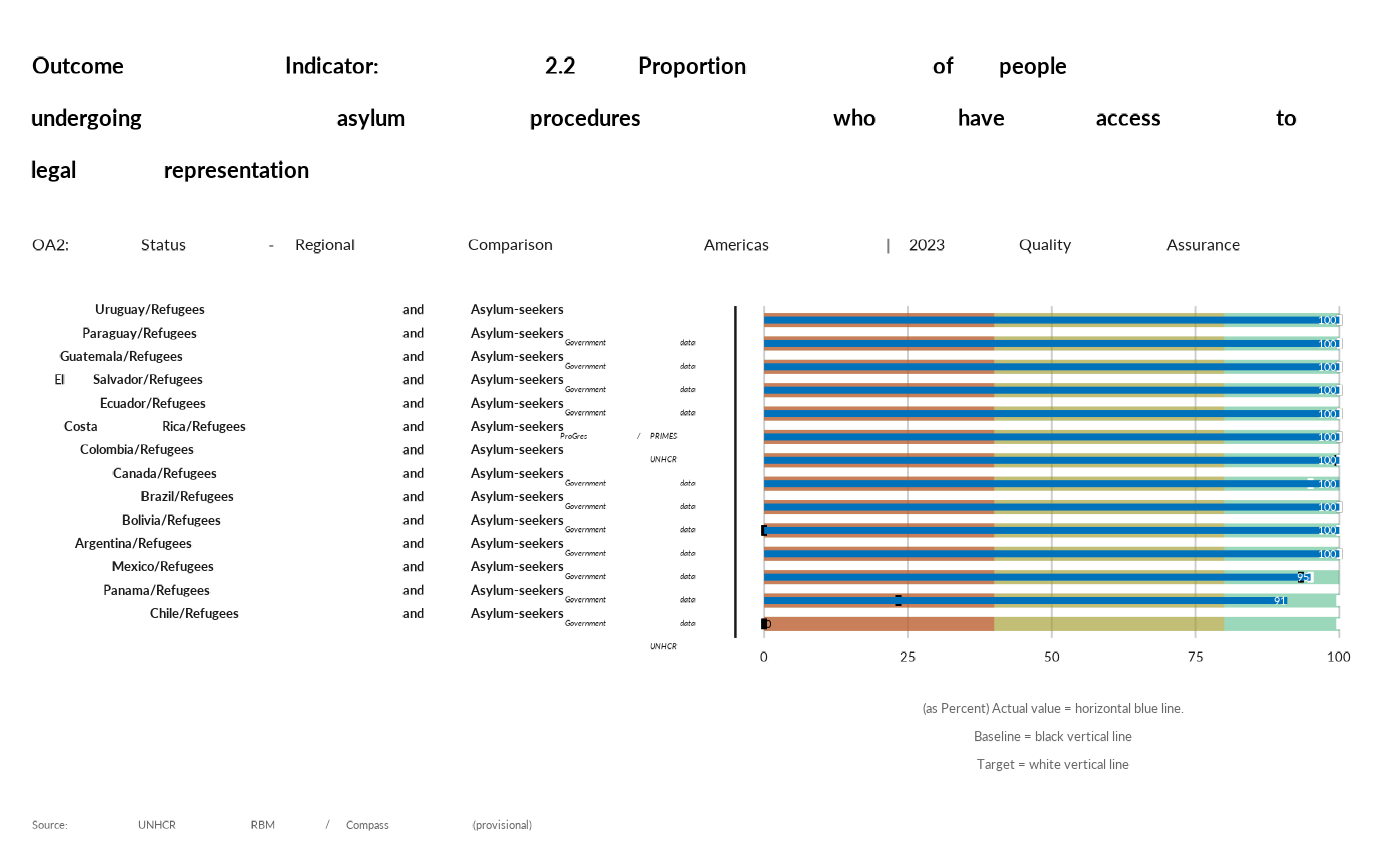 Outcome Indicator: 2.2 Proportion of people
undergoing asylum procedures who have access to
legal representation
OA2: Status - Regional Comparison Americas | 2023 Quality Assurance
Uruguay/Refugees and Asylum-seekers
Government data
100
Paraguay/Refugees and Asylum-seekers
Government data
100
Guatemala/Refugees and Asylum-seekers
Government data
100
El Salvador/Refugees and Asylum-seekers
Government data
100
Ecuador/Refugees and Asylum-seekers
ProGres / PRIMES
100
Costa Rica/Refugees and Asylum-seekers
UNHCR
100
Colombia/Refugees and Asylum-seekers
Government data
100
Canada/Refugees and Asylum-seekers
Government data
100
Brazil/Refugees and Asylum-seekers
Government data
100
Bolivia/Refugees and Asylum-seekers
Government data
100
Argentina/Refugees and Asylum-seekers
Government data
100
Mexico/Refugees and Asylum-seekers
Government data
95
Panama/Refugees and Asylum-seekers
Government data
91
Chile/Refugees and Asylum-seekers
UNHCR
0
0 25 50 75 100
(as Percent) Actual value = horizontal blue line.
Baseline = black vertical line
Target = white vertical line
Source: UNHCR RBM / Compass (provisional)